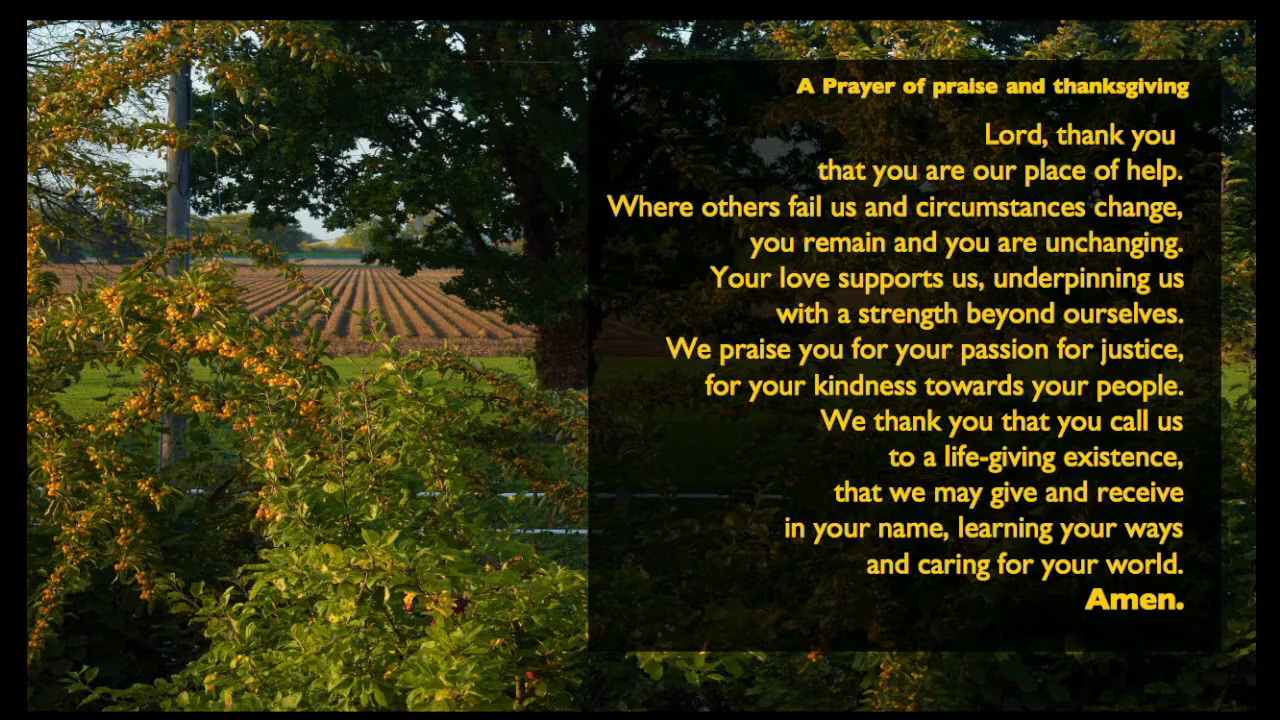 A Prayer of praise and thanksgiving
Lord, thank you
that you are our place of help.
Where others fail us and circumstances change,
you remain and you are unchanging.
Your love supports us, underpinning us
with a strength beyond ourselves.
We praise you for your passion for justice,
for your kindness towards your people.
We thank you that you call us
to a life-giving existence,
that we may give and receive
in your name, learning your ways
and caring for your world.
Amen.